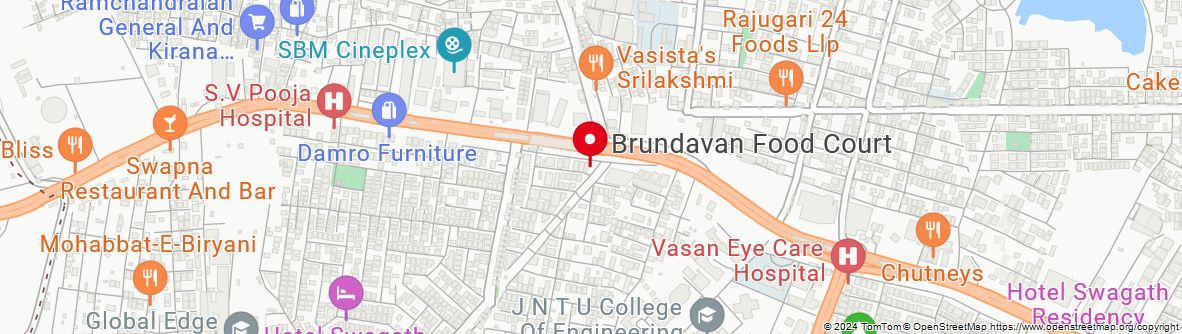 Ramchandraiah
General And
Kirana...
SBM Cineplex
Vasista's
Srilakshmi
Rajugari 24
Foods Llp
Cake
S.V Pooja
Hospital
Damro Furniture
Brundavan Food Court
Bliss
Swapna
Restaurant And Bar
Mohabbat-E-Biryani
Vasan Eye Care
Hospital
Chutneys
Hotel Swagath
Residency
J N T U College
Of Engineering
Global Edge
Hotel Swagath
© 2024 TomTom © OpenStreetMap https://www.openstreetmap.org/copyright